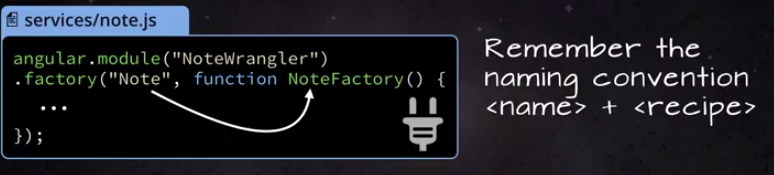 services/note.js
angular.module("NoteWrangler")
.factory("Note", function NoteFactory() {
...
});
Remember the
naming convention
<name> + <recipe>